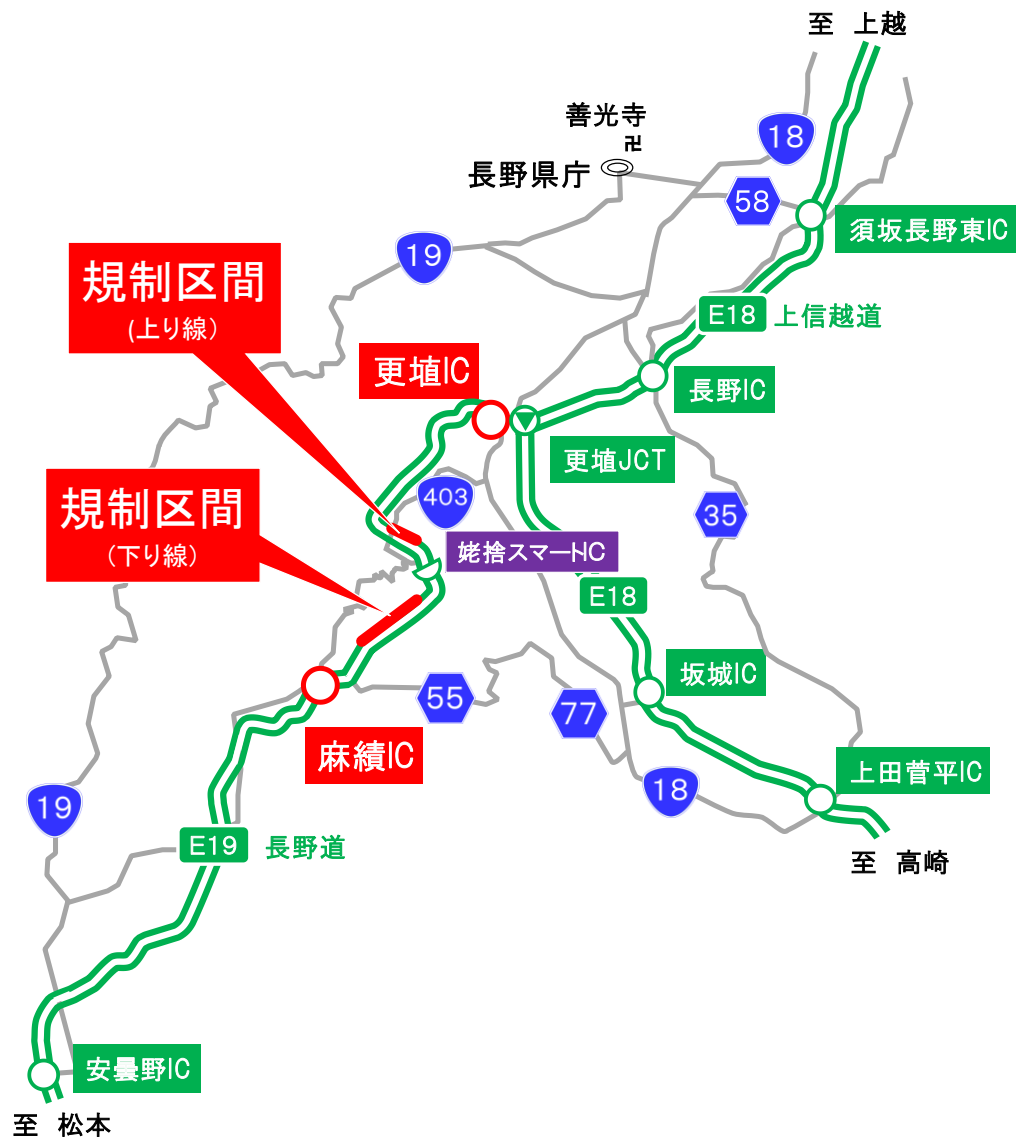 至 上越
善光寺
卍
長野県庁
18
58
須坂長野東IC
19
規制区間
(上り線)
E18 上信越道
更埴IC
長野IC
更埴JCT
規制区間
(下り線)
403
35
姥捨スマートIC
E18
坂城IC
55
77
麻績IC
上田菅平IC
18
19
E19 長野道
至 高崎
安曇野IC
至 松本